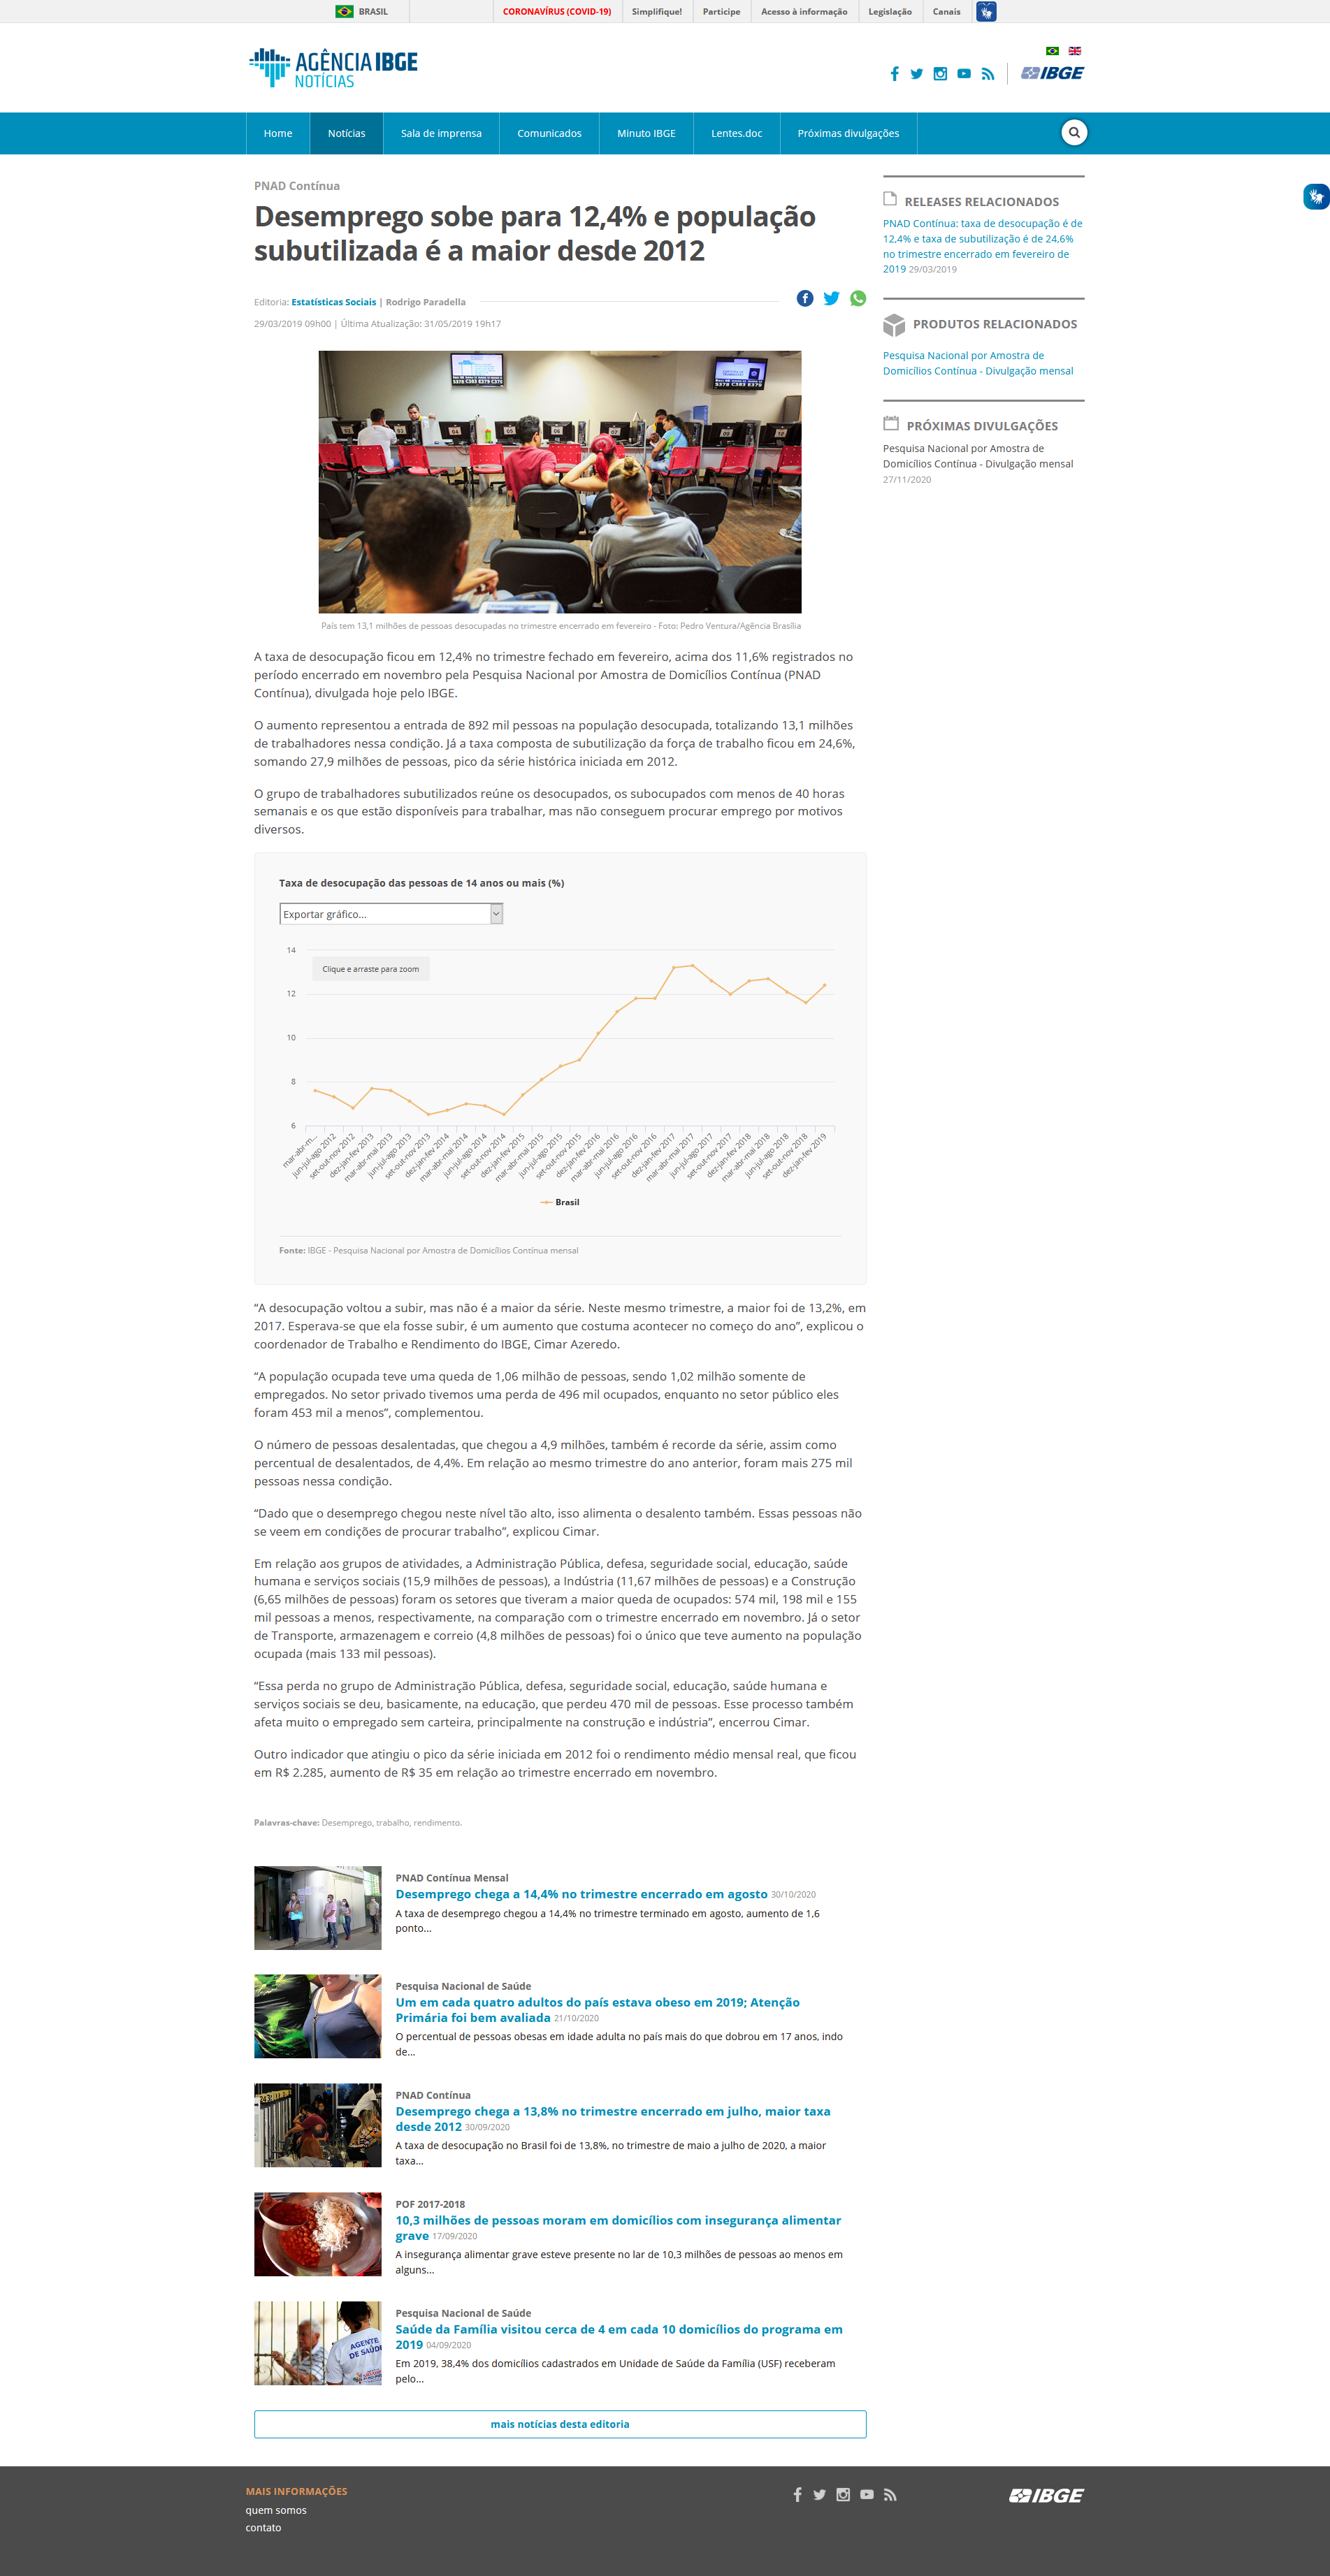 BRASIL
CORONAVÍRUS (COVID-19)
Simplifique!
Participe
Acesso à informação
Legislação
Canais
AGÊNCIA IBGE
NOTÍCIAS
IBGE
Home
Notícias
Sala de imprensa
Comunicados
Minuto IBGE
Lentes.doc
Próximas divulgações
PNAD Contínua
Desemprego sobe para 12,4% e população
subutilizada é a maior desde 2012
Editoria: Estatísticas Sociais | Rodrigo Paradella
29/03/2019 09h00 | Última Atualização: 31/05/2019 19h17
País tem 13,1 milhões de pessoas desocupadas no trimestre encerrado em fevereiro - Foto: Pedro Ventura/Agência Brasília
A taxa de desocupação ficou em 12,4% no trimestre fechado em fevereiro, acima dos 11,6% registrados no
período encerrado em novembro pela Pesquisa Nacional por Amostra de Domicílios Contínua (PNAD
Contínua), divulgada hoje pelo IBGE.
O aumento representou a entrada de 892 mil pessoas na população desocupada, totalizando 13,1 milhões
de trabalhadores nessa condição. Já a taxa composta de subutilização da força de trabalho ficou em 24,6%,
somando 27,9 milhões de pessoas, pico da série histórica iniciada em 2012.
O grupo de trabalhadores subutilizados reúne os desocupados, os subocupados com menos de 40 horas
semanais e os que estão disponíveis para trabalhar, mas não conseguem procurar emprego por motivos
diversos.
Taxa de desocupação das pessoas de 14 anos ou mais (%)
Exportar gráfico...
Clique e arraste para zoom
14
12
10
8
6
mar-abr-m...
jun-jul-ago 2012
set-out-nov 2012
dez-jan-fev 2013
mar-abr-mai 2013
jun-jul-ago 2013
set-out-nov 2013
dez-jan-fev 2014
mar-abr-mai 2014
jun-jul-ago 2014
set-out-nov 2014
dez-jan-fev 2015
mar-abr-mai 2015
jun-jul-ago 2015
set-out-nov 2015
dez-jan-fev 2016
mar-abr-mai 2016
jun-jul-ago 2016
set-out-nov 2016
dez-jan-fev 2017
mar-abr-mai 2017
jun-jul-ago 2017
set-out-nov 2017
dez-jan-fev 2018
mar-abr-mai 2018
jun-jul-ago 2018
set-out-nov 2018
dez-jan-fev 2019
Brasil
Fonte: IBGE - Pesquisa Nacional por Amostra de Domicílios Contínua mensal
“A desocupação voltou a subir, mas não é a maior da série. Neste mesmo trimestre, a maior foi de 13,2%, em
2017. Esperava-se que ela fosse subir, é um aumento que costuma acontecer no começo do ano”, explicou o
coordenador de Trabalho e Rendimento do IBGE, Cimar Azeredo.
“A população ocupada teve uma queda de 1,06 milhão de pessoas, sendo 1,02 milhão somente de
empregados. No setor privado tivemos uma perda de 496 mil ocupados, enquanto no setor público eles
foram 453 mil a menos”, complementou.
O número de pessoas desalentadas, que chegou a 4,9 milhões, também é recorde da série, assim como
percentual de desalentados, de 4,4%. Em relação ao mesmo trimestre do ano anterior, foram mais 275 mil
pessoas nessa condição.
“Dado que o desemprego chegou neste nível tão alto, isso alimenta o desalento também. Essas pessoas não
se veem em condições de procurar trabalho”, explicou Cimar.
Em relação aos grupos de atividades, a Administração Pública, defesa, seguridade social, educação, saúde
humana e serviços sociais (15,9 milhões de pessoas), a Indústria (11,67 milhões de pessoas) e a Construção
(6,65 milhões de pessoas) foram os setores que tiveram a maior queda de ocupados: 574 mil, 198 mil e 155
mil pessoas a menos, respectivamente, na comparação com o trimestre encerrado em novembro. Já o setor
de Transporte, armazenagem e correio (4,8 milhões de pessoas) foi o único que teve aumento na população
ocupada (mais 133 mil pessoas).
“Essa perda no grupo de Administração Pública, defesa, seguridade social, educação, saúde humana e
serviços sociais se deu, basicamente, na educação, que perdeu 470 mil de pessoas. Esse processo também
afeta muito o empregado sem carteira, principalmente na construção e indústria”, encerrou Cimar.
Outro indicador que atingiu o pico da série iniciada em 2012 foi o rendimento médio mensal real, que ficou
em R$ 2.285, aumento de R$ 35 em relação ao trimestre encerrado em novembro.
Palavras-chave: Desemprego, trabalho, rendimento.
PNAD Contínua Mensal
Desemprego chega a 14,4% no trimestre encerrado em agosto 30/10/2020
A taxa de desemprego chegou a 14,4% no trimestre terminado em agosto, aumento de 1,6
ponto...
Pesquisa Nacional de Saúde
Um em cada quatro adultos do país estava obeso em 2019; Atenção
Primária foi bem avaliada 21/10/2020
O percentual de pessoas obesas em idade adulta no país mais do que dobrou em 17 anos, indo
de...
PNAD Contínua
Desemprego chega a 13,8% no trimestre encerrado em julho, maior taxa
desde 2012 30/09/2020
A taxa de desocupação no Brasil foi de 13,8%, no trimestre de maio a julho de 2020, a maior
taxa...
POF 2017-2018
10,3 milhões de pessoas moram em domicílios com insegurança alimentar
grave 17/09/2020
A insegurança alimentar grave esteve presente no lar de 10,3 milhões de pessoas ao menos em
alguns...
AGENTE
DE SAÚDE
Pesquisa Nacional de Saúde
Saúde da Família visitou cerca de 4 em cada 10 domicílios do programa em
2019 04/09/2020
Em 2019, 38,4% dos domicílios cadastrados em Unidade de Saúde da Família (USF) receberam
pelo...
mais notícias desta editoria
RELEASES RELACIONADOS
PNAD Contínua: taxa de desocupação é de
12,4% e taxa de subutilização é de 24,6%
no trimestre encerrado em fevereiro de
2019 29/03/2019
PRODUTOS RELACIONADOS
Pesquisa Nacional por Amostra de
Domicílios Contínua - Divulgação mensal
PRÓXIMAS DIVULGAÇÕES
Pesquisa Nacional por Amostra de
Domicílios Contínua - Divulgação mensal
27/11/2020
MAIS INFORMAÇÕES
quem somos
contato
IBGE